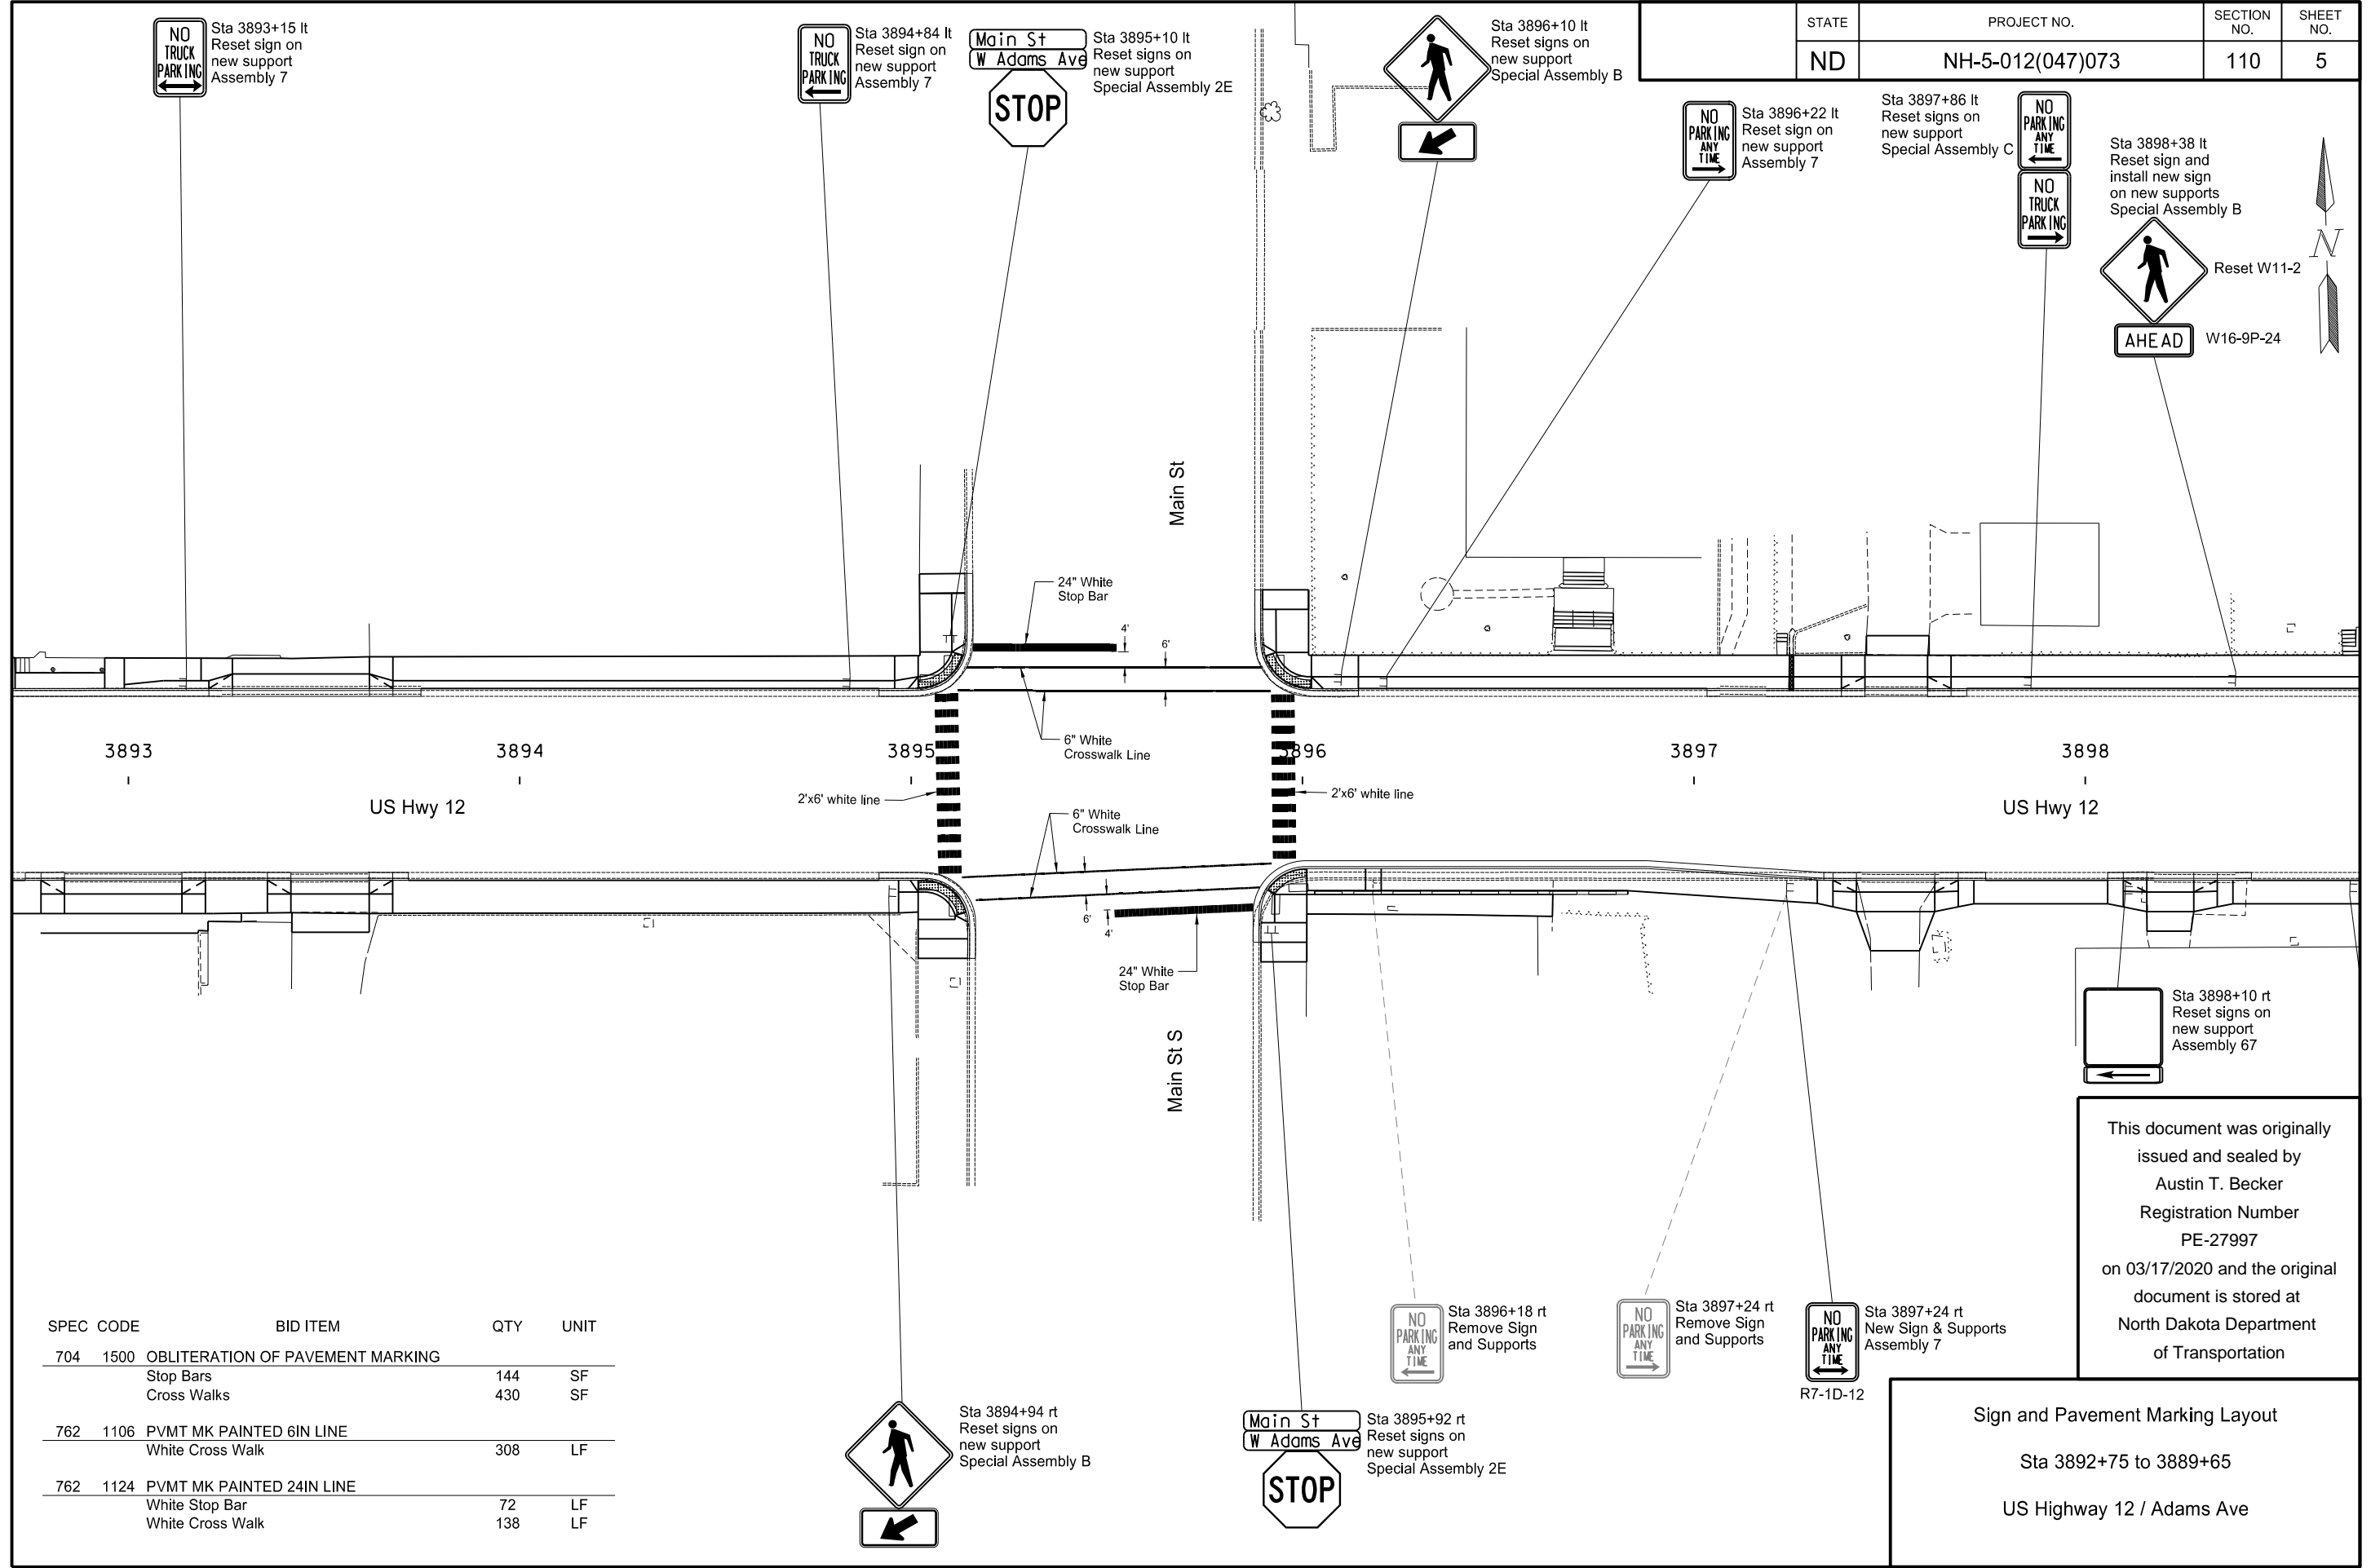 STATE
PROJECT NO.
SECTION NO.
SHEET NO.
ND
NH-5-012(047)073
110
5
NO
TRUCK
PARKING
Sta 3893+15 lt
Reset sign on
new support
Assembly 7
NO
TRUCK
PARKING
Sta 3894+84 lt
Reset sign on
new support
Assembly 7
Main St
W Adams Ave
STOP
Sta 3895+10 lt
Reset signs on
new support
Special Assembly 2E
Sta 3896+10 lt
Reset signs on
new support
Special Assembly B
NO
PARKING
ANY
TIME
Sta 3896+22 lt
Reset sign on
new support
Assembly 7
Sta 3897+86 lt
Reset signs on
new support
Special Assembly C
NO
PARKING
ANY
TIME
NO
TRUCK
PARKING
Sta 3898+38 lt
Reset sign and
install new sign
on new supports
Special Assembly B
Reset W11-2
AHEAD
W16-9P-24
N
Main St
24" White
Stop Bar
4'
6'
6" White
Crosswalk Line
3893
3894
3895
3896
3897
3898
US Hwy 12
2'x6' white line
2'x6' white line
US Hwy 12
6" White
Crosswalk Line
6'
4'
24" White
Stop Bar
Main St S
Sta 3898+10 rt
Reset signs on
new support
Assembly 67
This document was originally
issued and sealed by
Austin T. Becker
Registration Number
PE-27997
on 03/17/2020 and the original
document is stored at
North Dakota Department
of Transportation
NO
PARKING
ANY
TIME
Sta 3896+18 rt
Remove Sign
and Supports
NO
PARKING
ANY
TIME
Sta 3897+24 rt
Remove Sign
and Supports
NO
PARKING
ANY
TIME
R7-1D-12
Sta 3897+24 rt
New Sign & Supports
Assembly 7
Sta 3894+94 rt
Reset signs on
new support
Special Assembly B
Main St
W Adams Ave
STOP
Sta 3895+92 rt
Reset signs on
new support
Special Assembly 2E
SPEC CODE BID ITEM QTY UNIT
704 1500 OBLITERATION OF PAVEMENT MARKING
Stop Bars 144 SF
Cross Walks 430 SF
762 1106 PVMT MK PAINTED 6IN LINE
White Cross Walk 308 LF
762 1124 PVMT MK PAINTED 24IN LINE
White Stop Bar 72 LF
White Cross Walk 138 LF
Sign and Pavement Marking Layout
Sta 3892+75 to 3889+65
US Highway 12 / Adams Ave